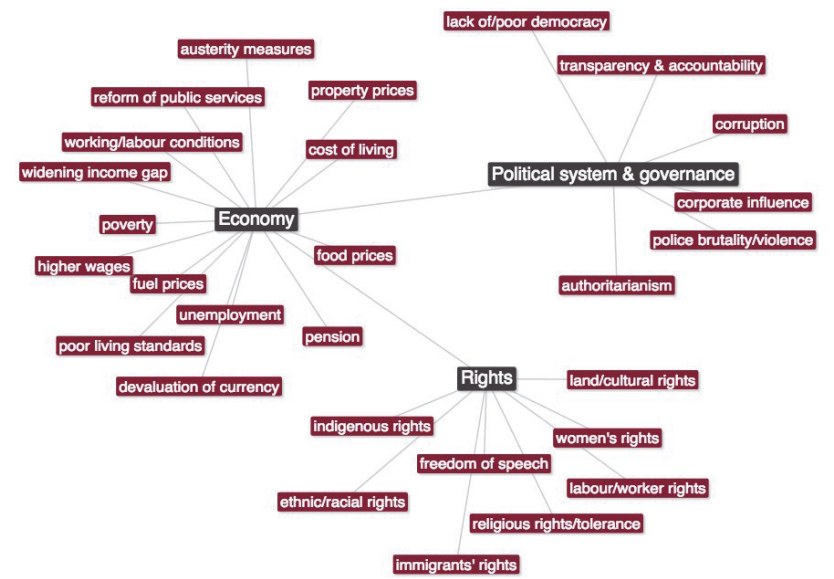 lack of/poor democracy
austerity measures
transparency & accountability
property prices
reform of public services
corruption
working/labour conditions
cost of living
widening income gap
Political system & governance
corporate influence
Economy
poverty
police brutality/violence
food prices
higher wages
fuel prices
authoritarianism
unemployment
pension
poor living standards
Rights
land/cultural rights
devaluation of currency
indigenous rights
women's rights
freedom of speech
labour/worker rights
ethnic/racial rights
religious rights/tolerance
immigrants' rights